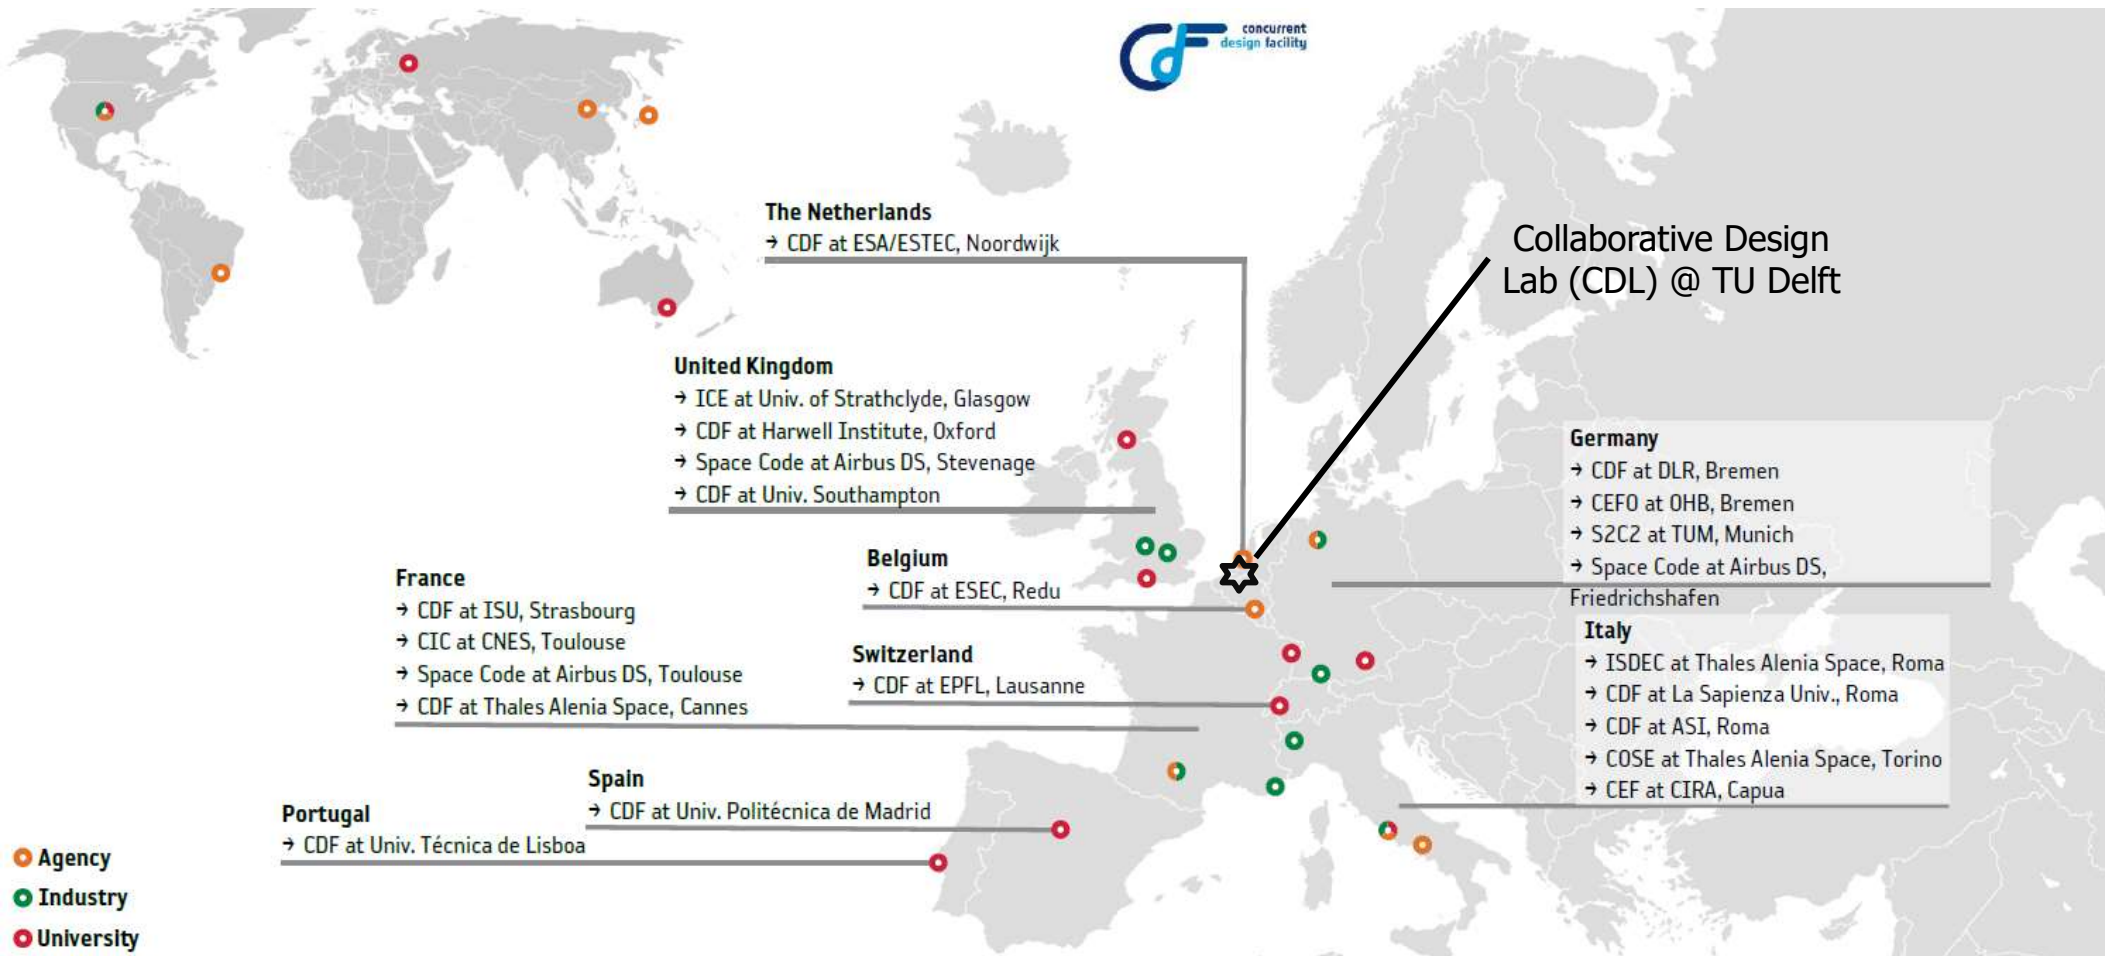 concurrent
design facility
The Netherlands
→ CDF at ESA/ESTEC, Noordwijk
Collaborative Design
Lab (CDL) @ TU Delft
United Kingdom
→ ICE at Univ. of Strathclyde, Glasgow
→ CDF at Harwell Institute, Oxford
→ Space Code at Airbus DS, Stevenage
→ CDF at Univ. Southampton
Germany
→ CDF at DLR, Bremen
→ CEFO at OHB, Bremen
→ S2C2 at TUM, Munich
→ Space Code at Airbus DS,
Friedrichshafen
Belgium
→ CDF at ESEC, Redu
France
→ CDF at ISU, Strasbourg
→ CIC at CNES, Toulouse
→ Space Code at Airbus DS, Toulouse
→ CDF at Thales Alenia Space, Cannes
Switzerland
→ CDF at EPFL, Lausanne
Italy
→ ISDEC at Thales Alenia Space, Roma
→ CDF at La Sapienza Univ., Roma
→ CDF at ASI, Roma
→ COSE at Thales Alenia Space, Torino
→ CEF at CIRA, Capua
Spain
→ CDF at Univ. Politécnica de Madrid
Portugal
→ CDF at Univ. Técnica de Lisboa
Agency
Industry
University